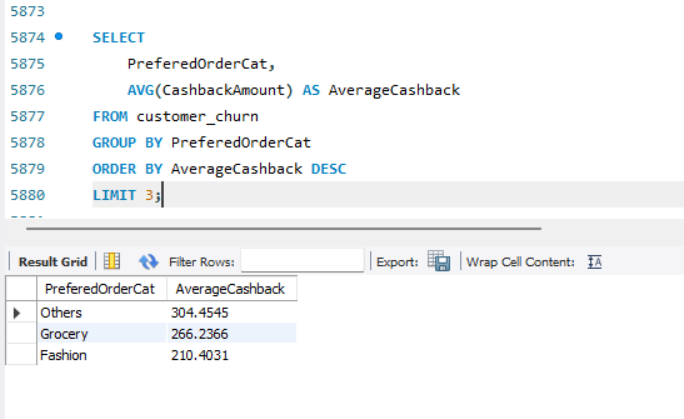 5873
5874 SELECT
5875 PreferedOrderCat,
5876 AVG(CashbackAmount) AS AverageCashback
5877 FROM customer_churn
5878 GROUP BY PreferedOrderCat
5879 ORDER BY AverageCashback DESC
5880 LIMIT 3;
Result Grid Filter Rows: Export: Wrap Cell Content: IA
PreferedOrderCat AverageCashback
Others 304.4545
Grocery 266.2366
Fashion 210.4031